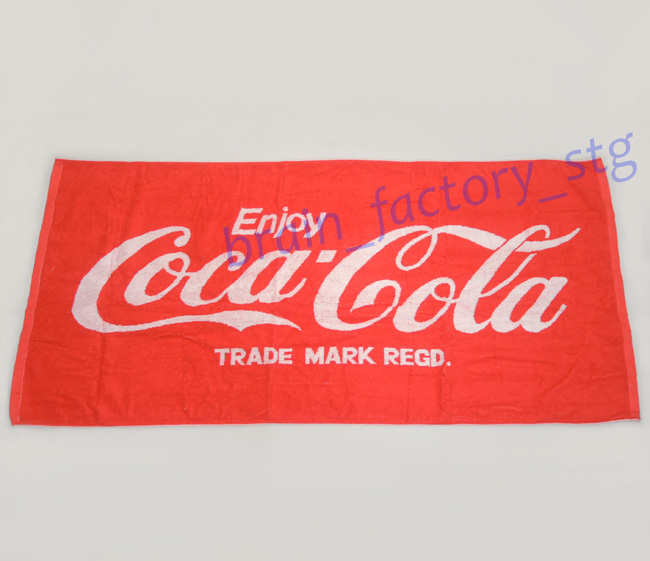 Enjoy
Coca-Cola
TRADE MARK REGD.
brain_factory_stg